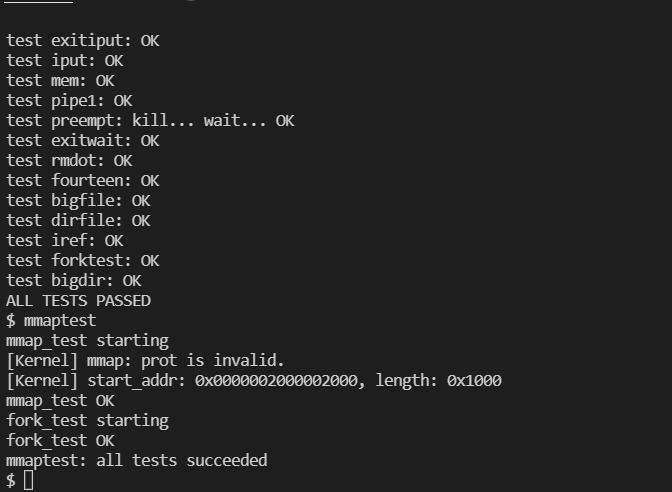 test exitiput: OK
test iput: OK
test mem: OK
test pipe1: OK
test preempt: kill... wait... OK
test exitwait: OK
test rmdot: OK
test fourteen: OK
test bigfile: OK
test dirfile: OK
test iref: OK
test forktest: OK
test bigdir: OK
ALL TESTS PASSED
$ mmaptest
mmap_test starting
[Kernel] mmap: prot is invalid.
[Kernel] start_addr: 0x0000002000002000, length: 0x1000
mmap_test OK
fork_test starting
fork_test OK
mmaptest: all tests succeeded
$